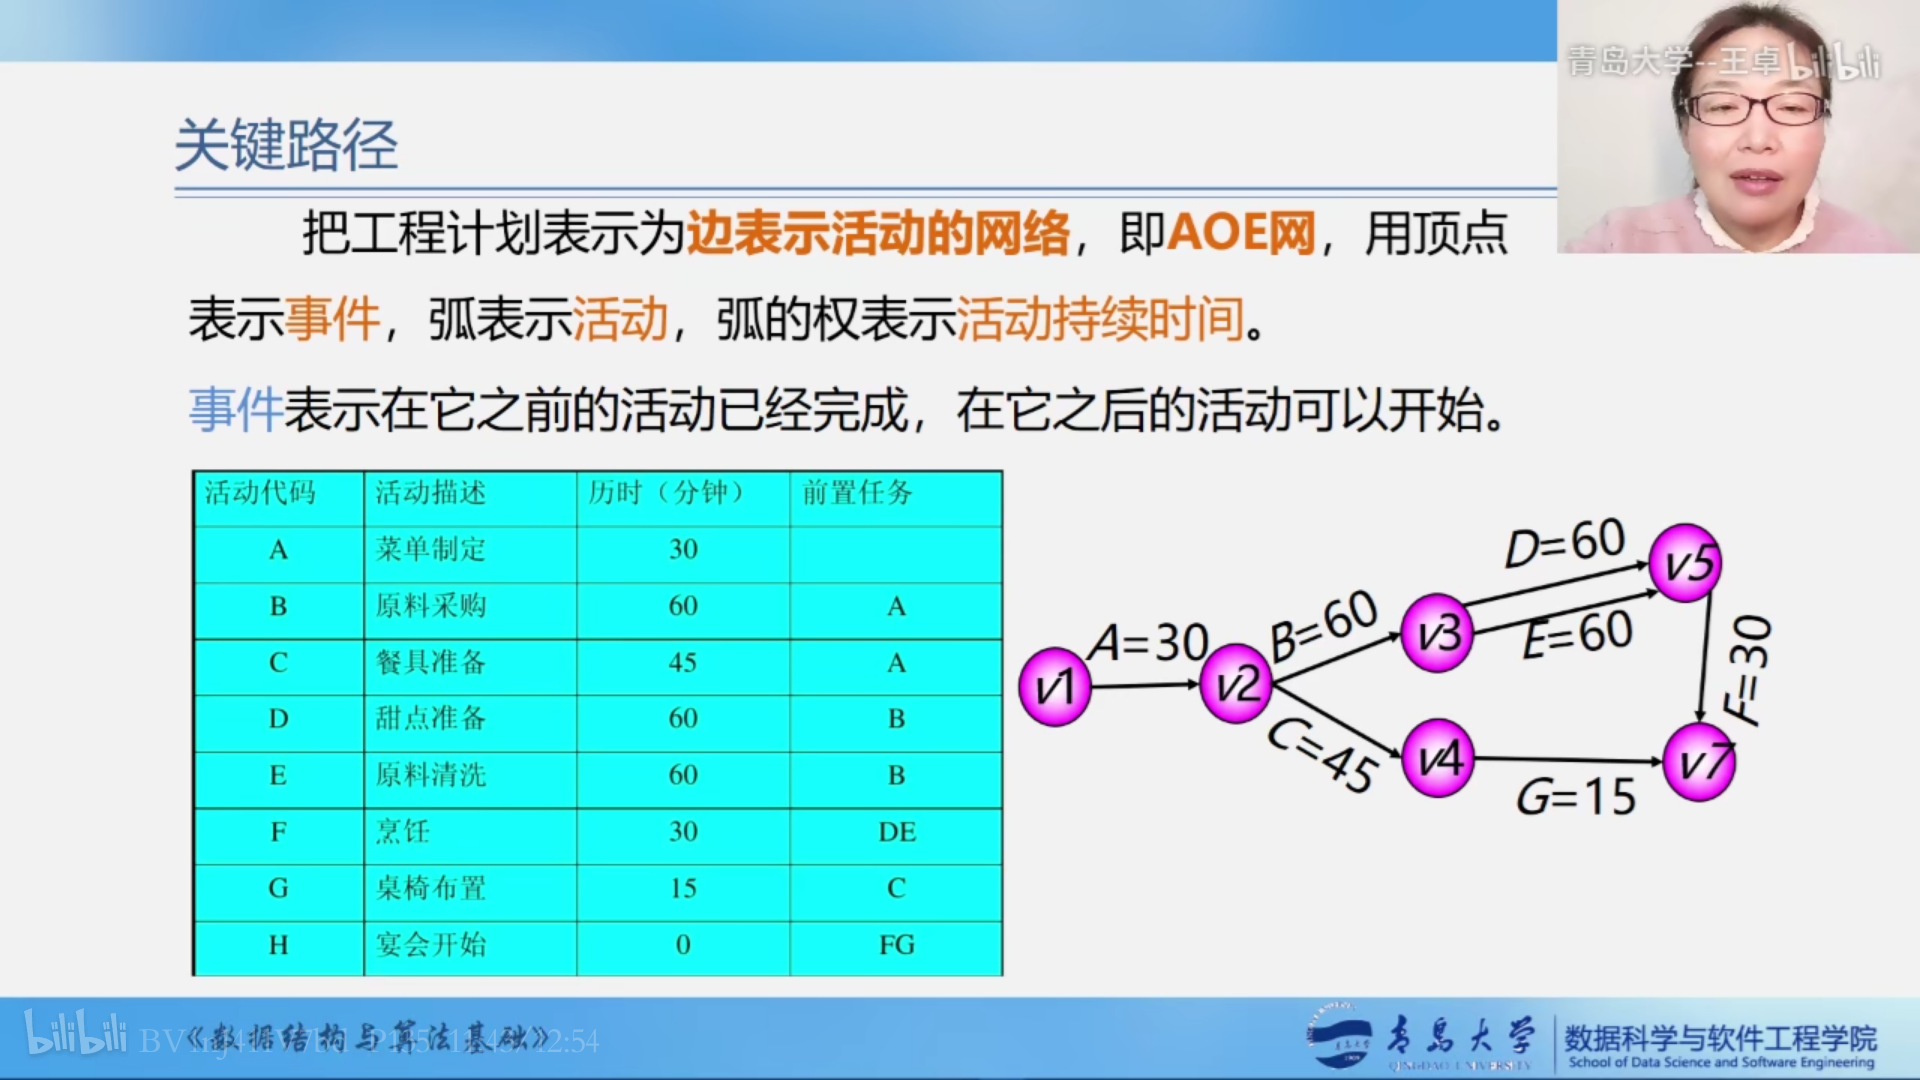 青岛大学--王卓 bilibili
关键路径
把工程计划表示为边表示活动的网络，即AOE网，用顶点
表示事件，弧表示活动，弧的权表示活动持续时间。
事件表示在它之前的活动已经完成，在它之后的活动可以开始。
活动代码 活动描述 历时（分钟） 前置任务
A 菜单制定 30
B 原料采购 60 A
C 餐具准备 45 A
D 甜点准备 60 B
E 原料清洗 60 B
F 烹饪 30 DE
G 桌椅布置 15 C
H 宴会开始 0 FG
D=60
v5
B=60
v3
E=60
A=30
F=30
v1
v2
C=45
v4
v7
G=15
bilibili
《数据结构与算法基础》
青岛大学
QINGDAO UNIVERSITY
数据科学与软件工程学院
School of Data Science and Software Engineering